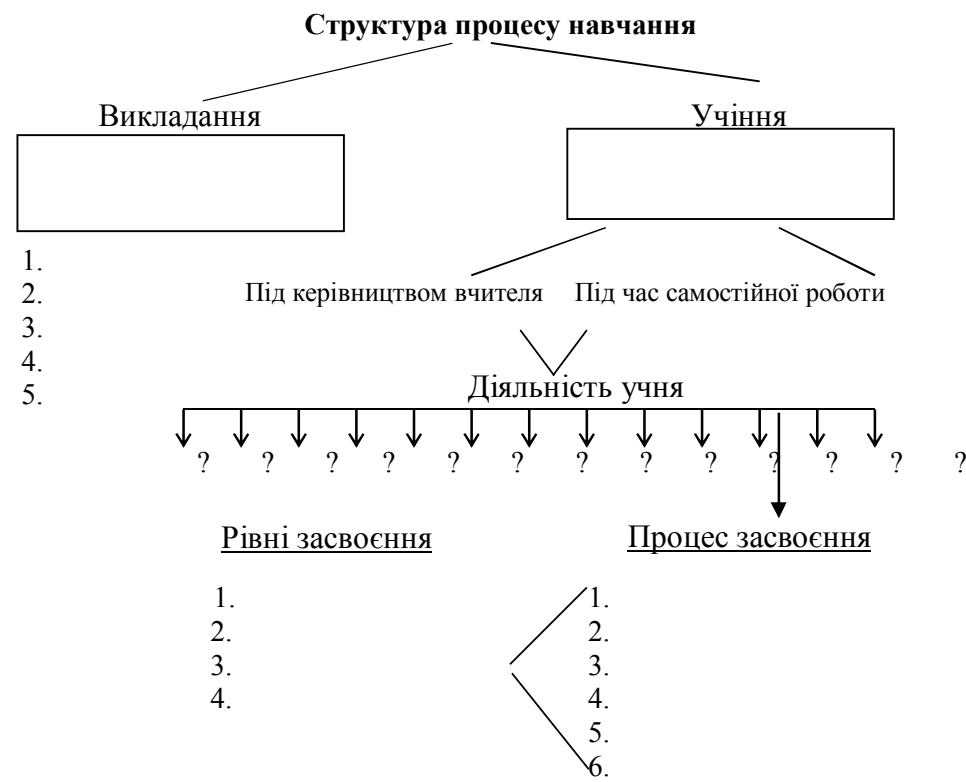 Структура процесу навчання
Викладання Учіння
1.
2.
3.
4.
5.
Під керівництвом вчителя Під час самостійної роботи
Діяльність учня
? ? ? ? ? ? ? ? ? ? ? ? ?
Рівні засвоєння Процес засвоєння
1. 1.
2. 2.
3. 3.
4. 4.
5.
6.